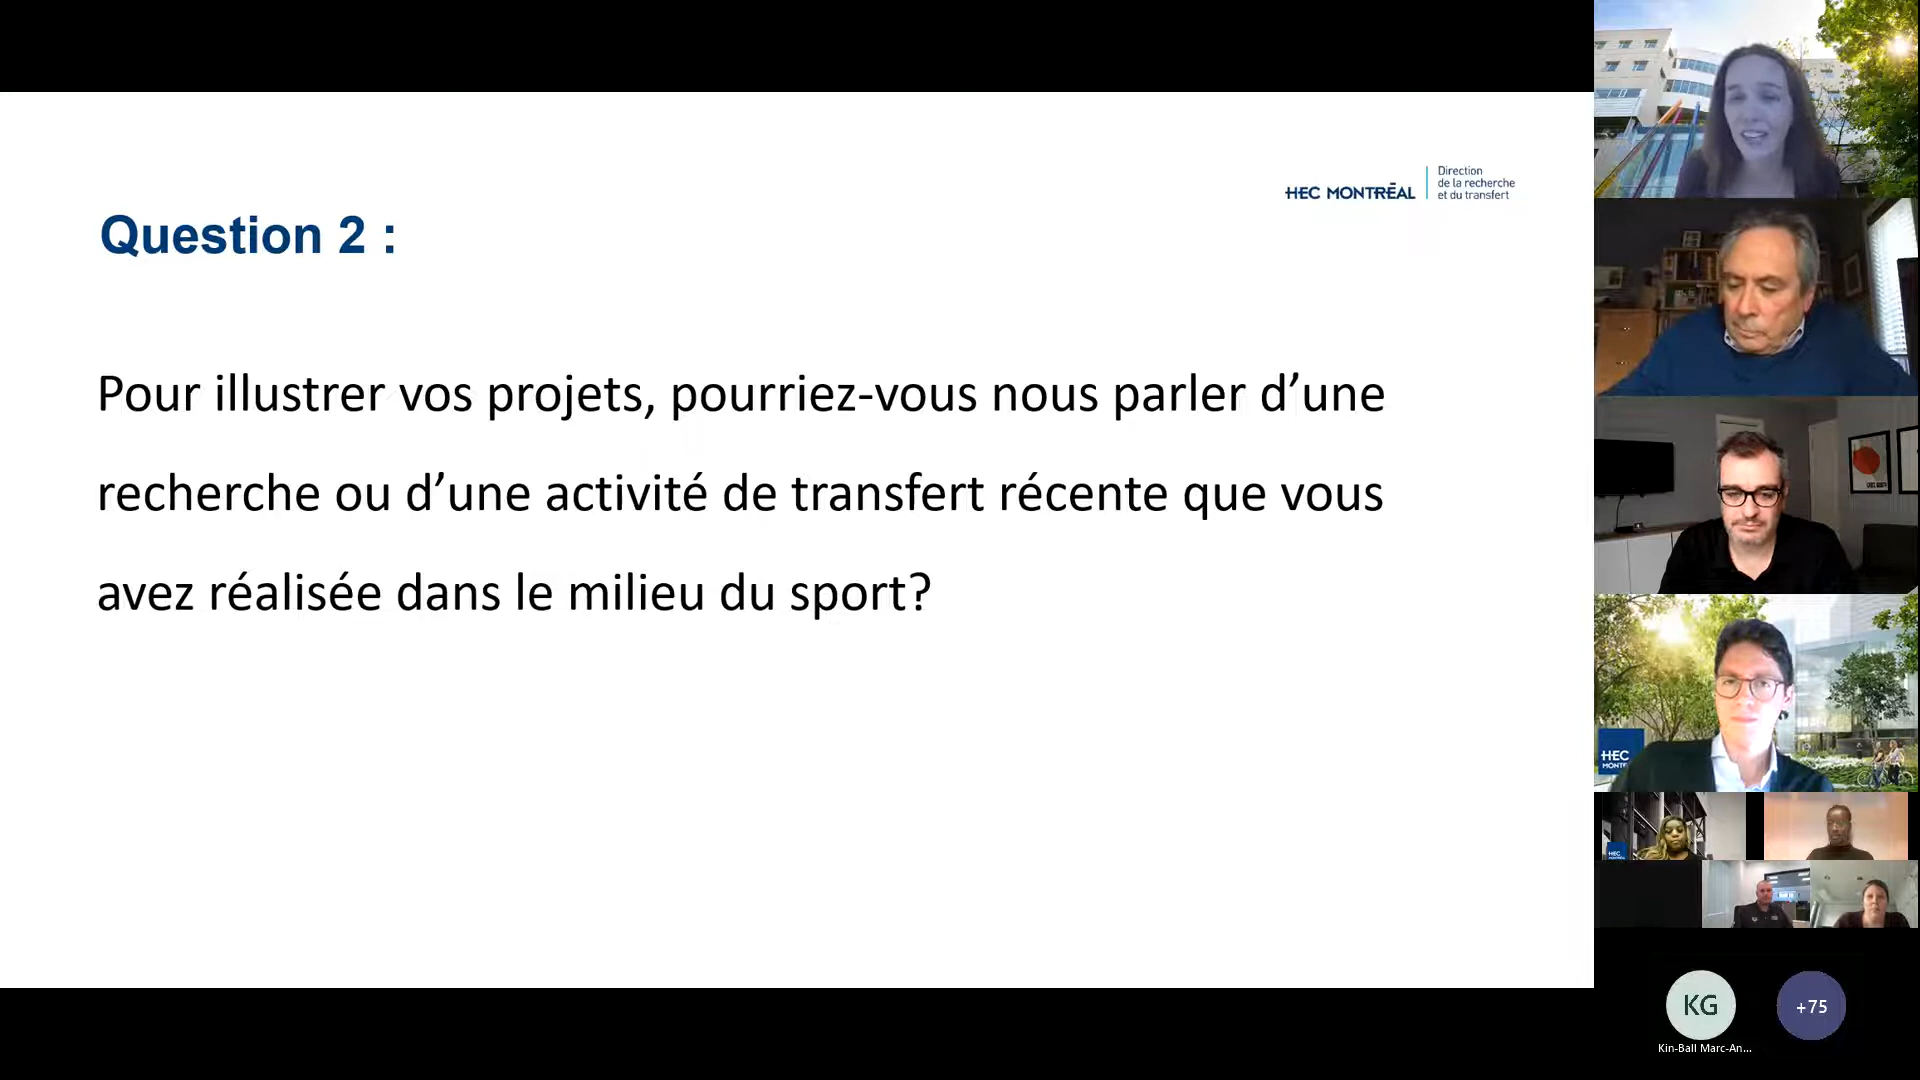 HEC MONTRÉAL
Direction
de la recherche
et du transfert
Question 2 :
Pour illustrer vos projets, pourriez-vous nous parler d’une
recherche ou d’une activité de transfert récente que vous
avez réalisée dans le milieu du sport?
HEC
MONT
HEC
KG
+75
Kin-Ball Marc-An...